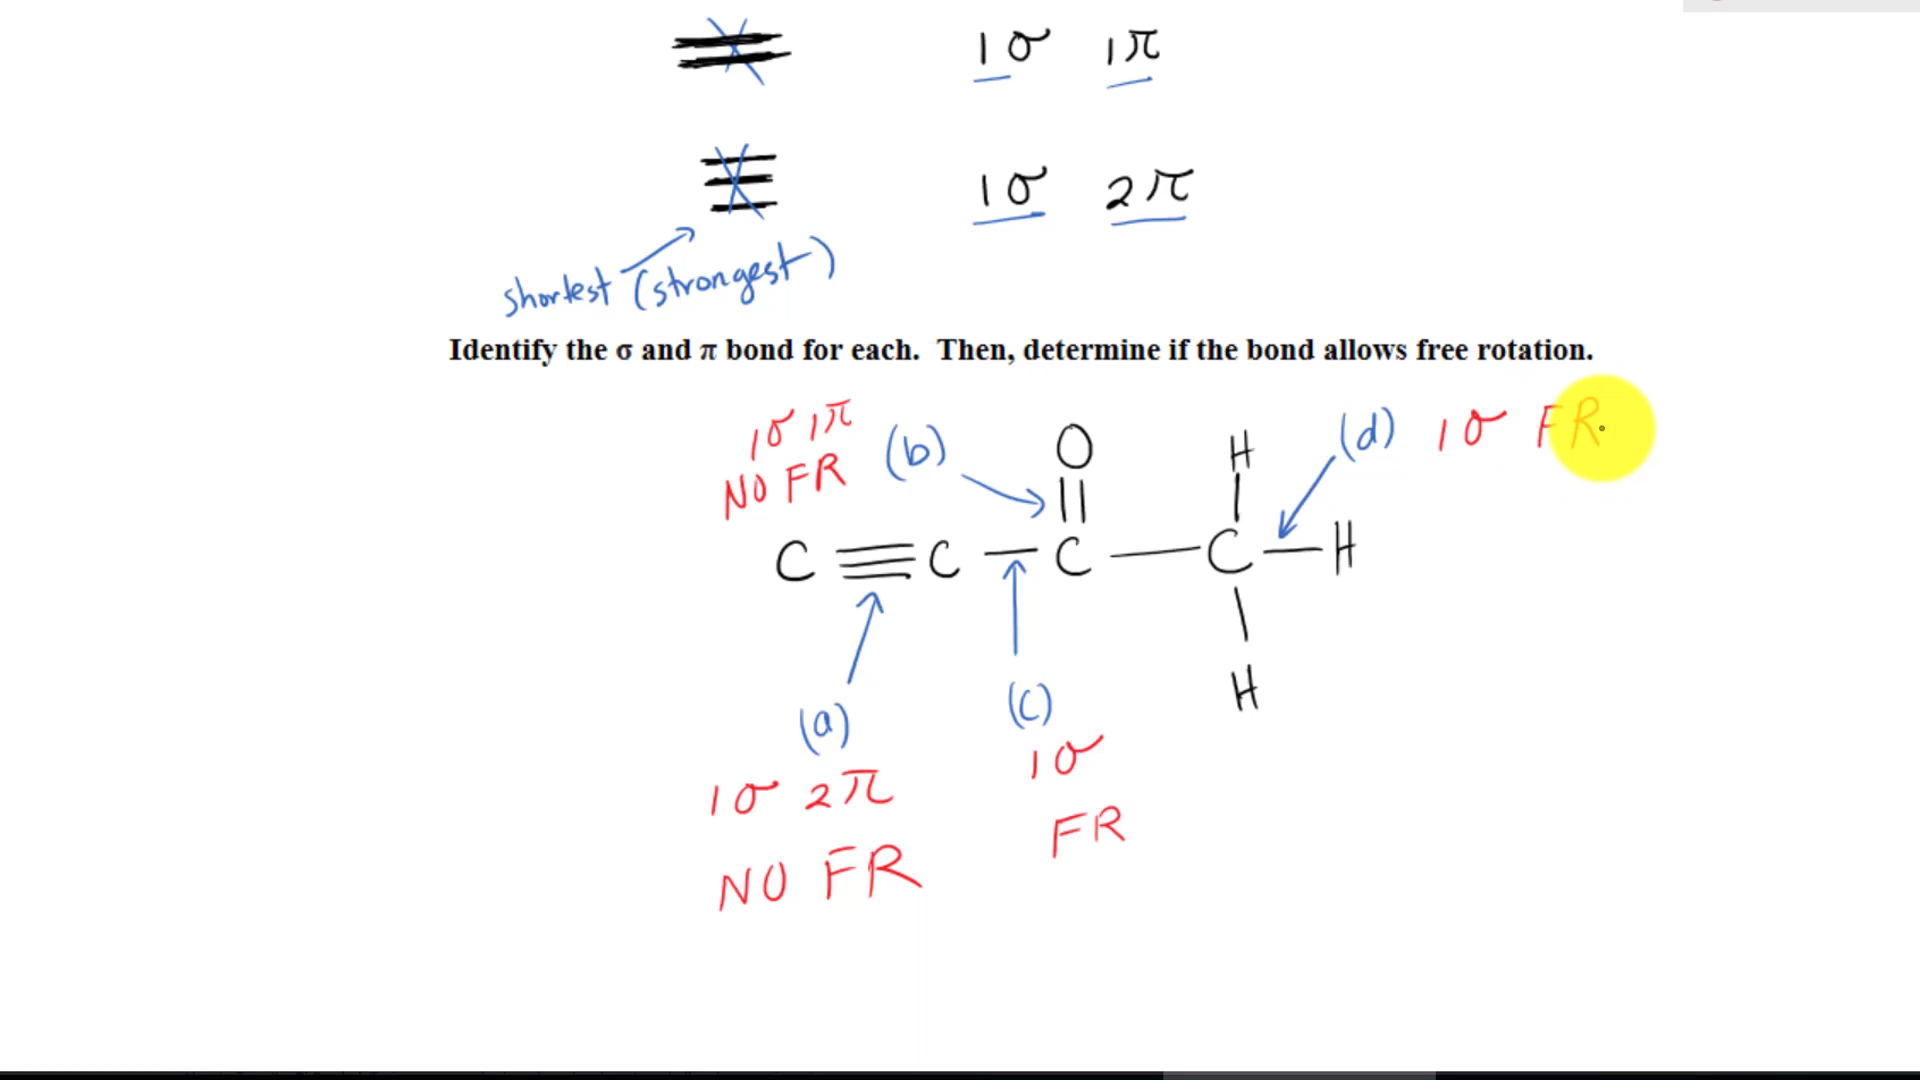 1σ 1π
1σ 2π
shortest (strongest)
Identify the σ and π bond for each. Then, determine if the bond allows free rotation.
1σ 1π
NO FR
(b)
O
H
(d) 1σ FR
C ≡ C — C — C — H
(a)
(c)
H
1σ 2π
NO FR
1σ
FR